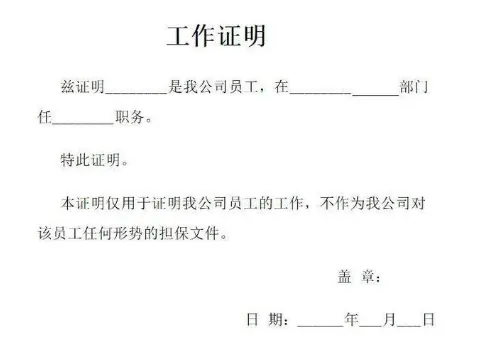 工作证明
兹证明________是我公司员工，在________ ______部门
任________职务。
特此证明。
本证明仅用于证明我公司员工的工作，不作为我公司对
该员工任何形势的担保文件。
盖 章：
日 期：______年___月___日